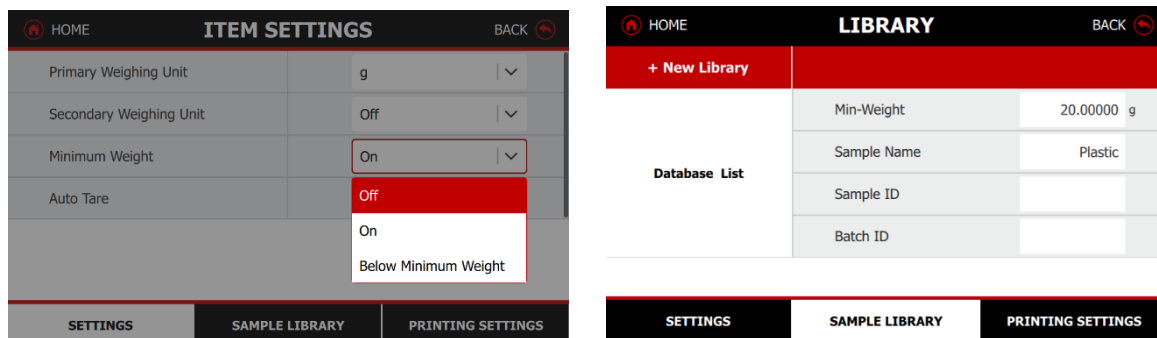 HOME ITEM SETTINGS BACK
Primary Weighing Unit g
Secondary Weighing Unit Off
Minimum Weight On
Auto Tare
Off
On
Below Minimum Weight
SETTINGS SAMPLE LIBRARY PRINTING SETTINGS
HOME LIBRARY BACK
+ New Library
Database List
Min-Weight 20.00000 g
Sample Name Plastic
Sample ID
Batch ID
SETTINGS SAMPLE LIBRARY PRINTING SETTINGS